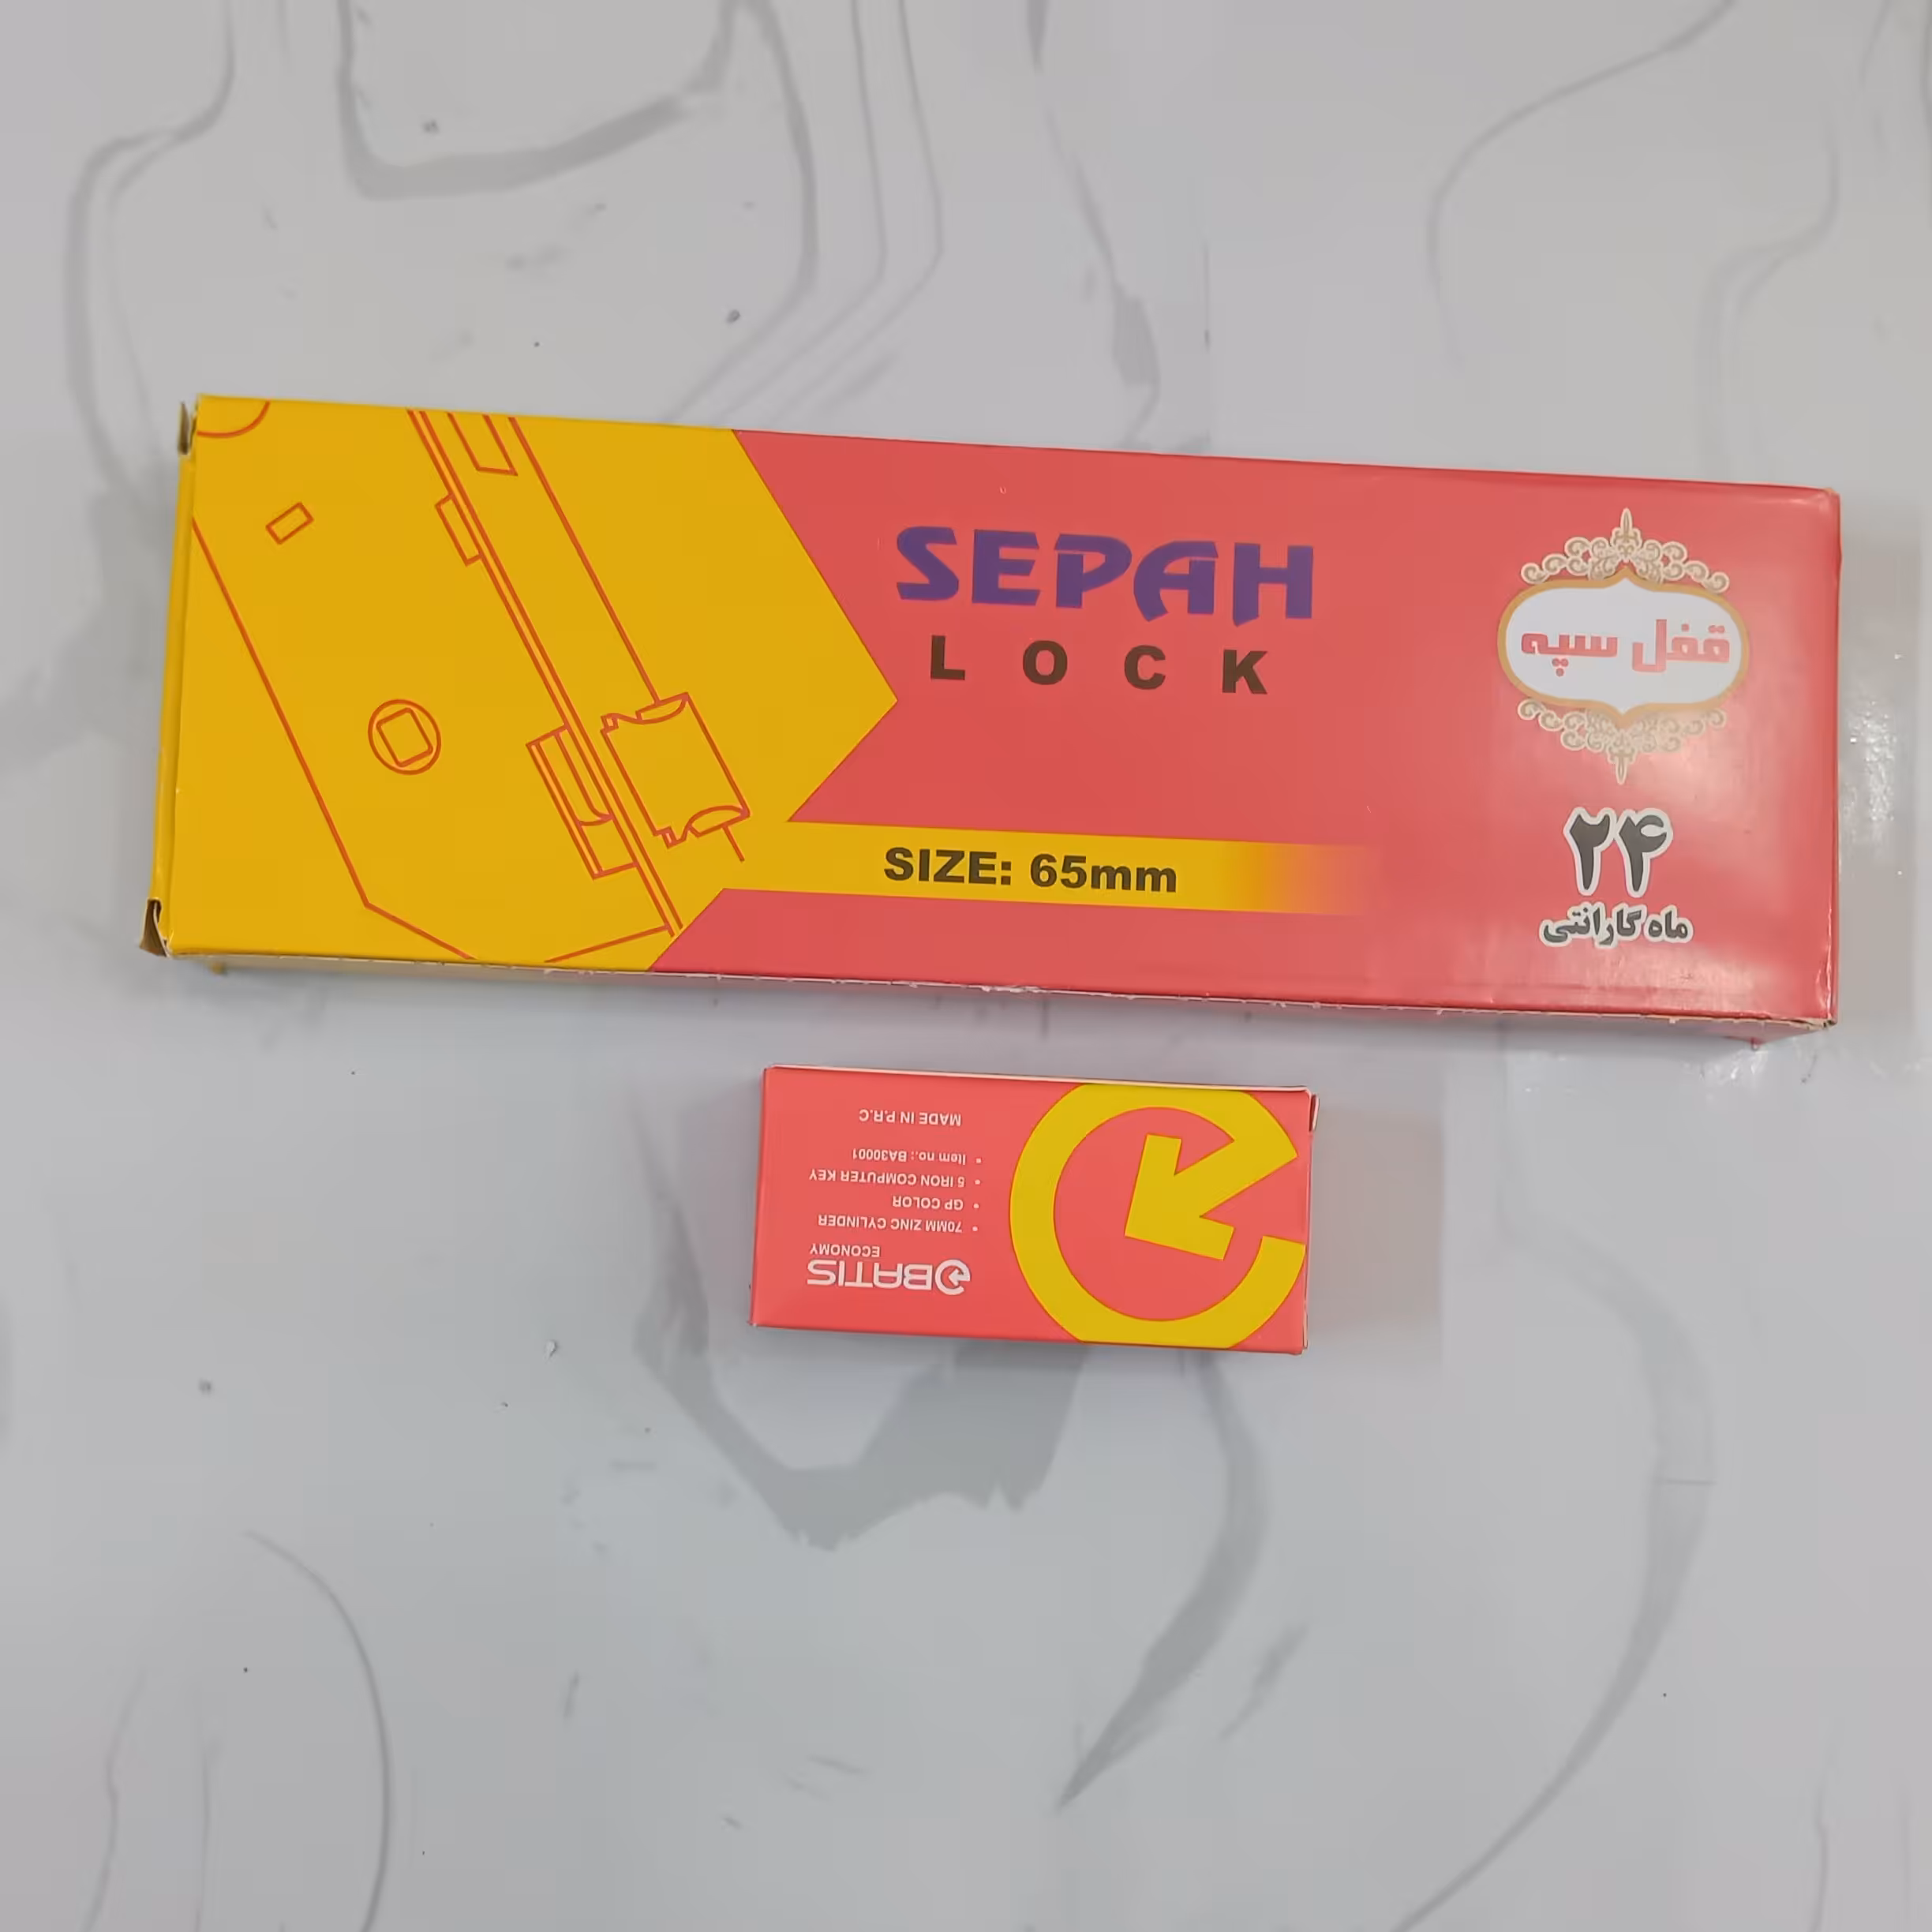 SEPAH
LOCK
SIZE: 65mm
قفل سپه
۲۴
ماه گارانتی
BATIS
ECONOMY
• 70MM ZINC CYLINDER
• GP COLOR
• 5 IRON COMPUTER KEY
• Item no.: BA30001
MADE IN P.R.C